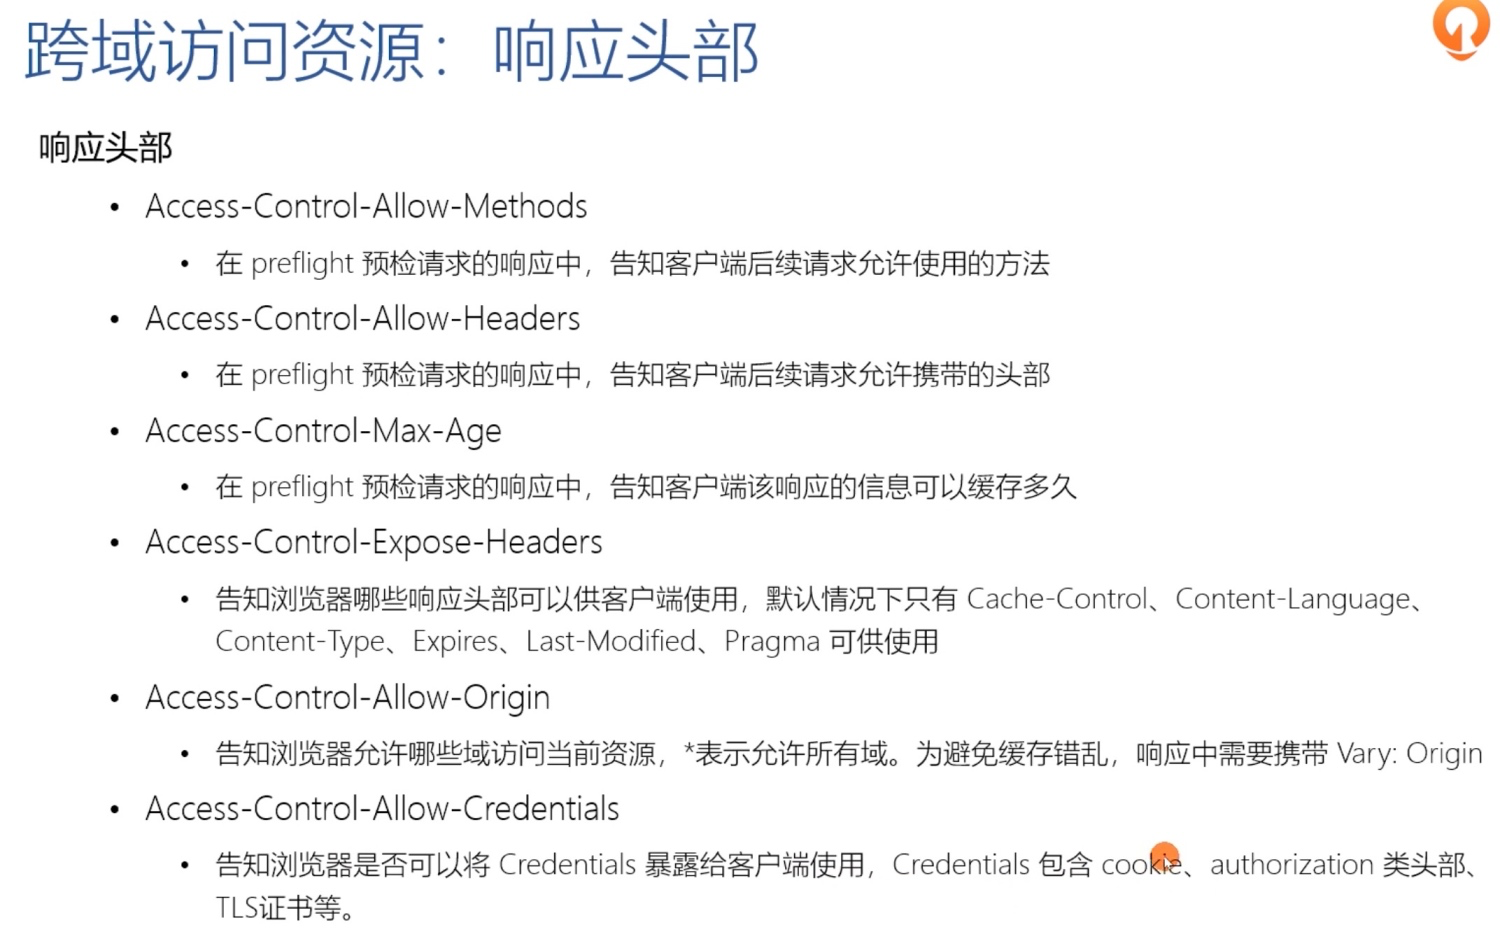 跨域访问资源：响应头部
响应头部
• Access-Control-Allow-Methods
• 在 preflight 预检请求的响应中，告知客户端后续请求允许使用的方法
• Access-Control-Allow-Headers
• 在 preflight 预检请求的响应中，告知客户端后续请求允许携带的头部
• Access-Control-Max-Age
• 在 preflight 预检请求的响应中，告知客户端该响应的信息可以缓存多久
• Access-Control-Expose-Headers
• 告知浏览器哪些响应头部可以供客户端使用，默认情况下只有 Cache-Control、Content-Language、
Content-Type、Expires、Last-Modified、Pragma 可供使用
• Access-Control-Allow-Origin
• 告知浏览器允许哪些域访问当前资源，*表示允许所有域。为避免缓存错乱，响应中需要携带 Vary: Origin
• Access-Control-Allow-Credentials
• 告知浏览器是否可以将 Credentials 暴露给客户端使用，Credentials 包含 cookie、authorization 类头部、
TLS证书等。